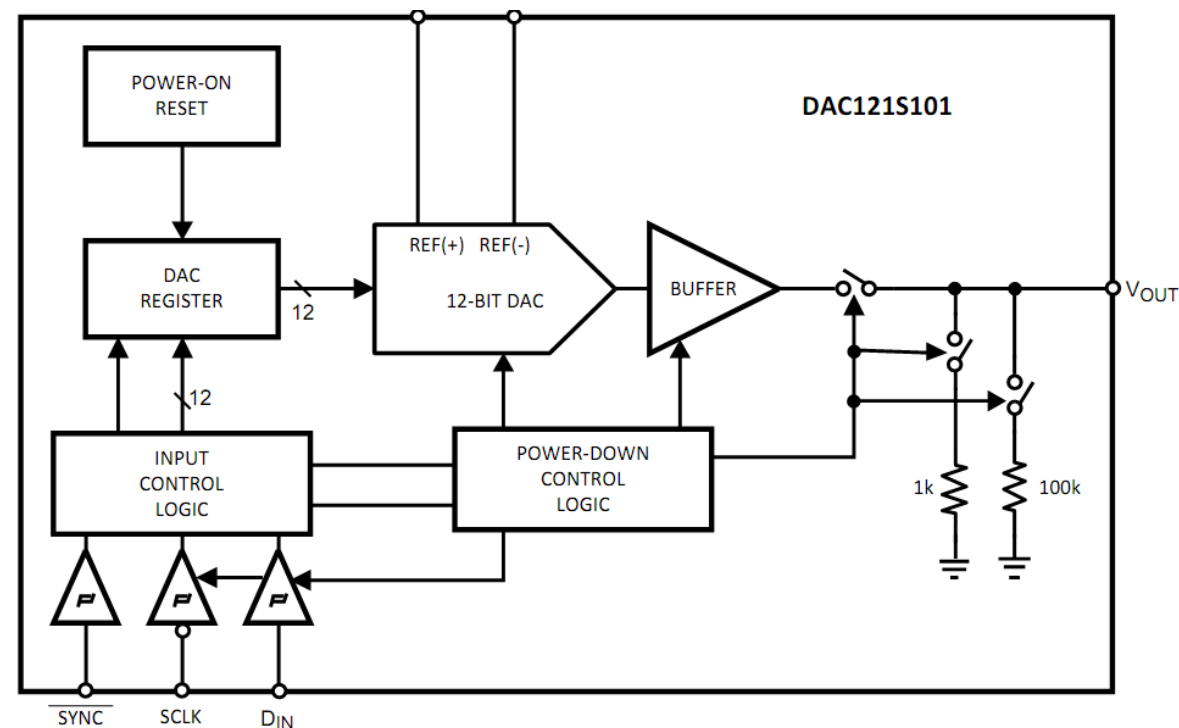 POWER-ON
RESET
DAC121S101
REF(+) REF(-)
DAC
REGISTER
12
12-BIT DAC
BUFFER
VOUT
12
INPUT
CONTROL
LOGIC
POWER-DOWN
CONTROL
LOGIC
1k
100k
SYNC
SCLK
DIN